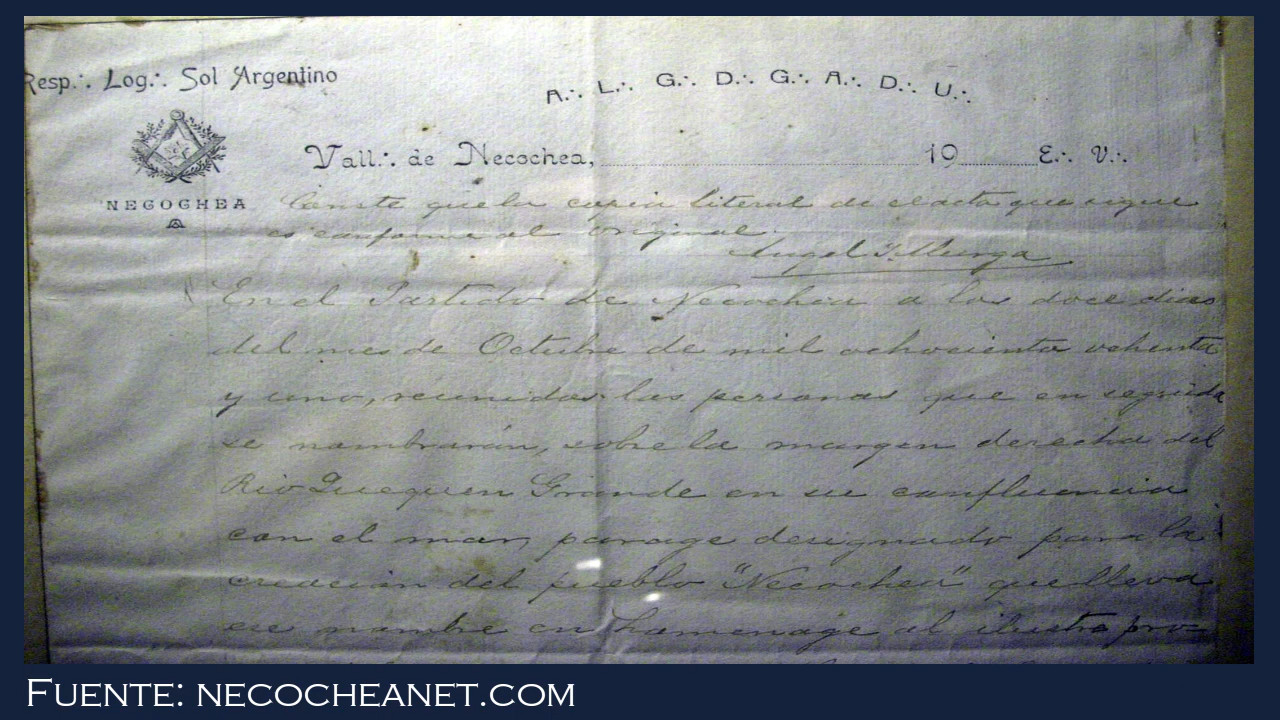 Resp.·. Log.·. Sol Argentino
A.·. L.·. G.·. D.·. G.·. A.·. D.·. U.·.
Vall.·. de Necochea, 19 E.·. V.·.
NECOCHEA
Conste que la copia literal de el acta que sigue
es conforme al original.
Angel I. Murga
En el Partido de Necochea a los doce dias
del mes de Octubre de mil ochocientos ochenta
y uno, reunidas las personas que en seguida
se nombrarán, sobre la margen derecha del
Rio Quequen Grande en su confluencia
con el mar, parage designado para la
creación del pueblo "Necochea" que lleva
ese nombre en homenage al ilustre pro-
FUENTE: NECOCHEANET.COM